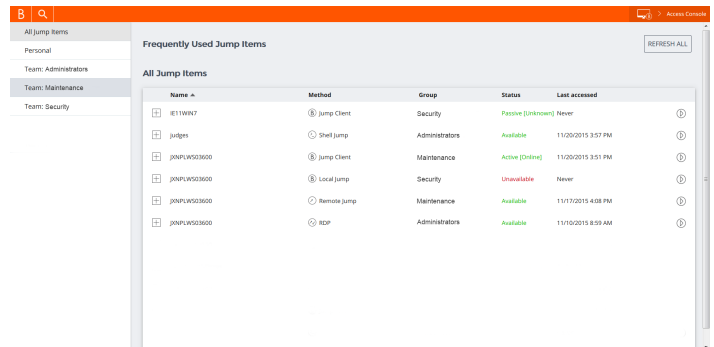 B
> Access Console
All Jump Items
Personal
Team: Administrators
Team: Maintenance
Team: Security
Frequently Used Jump Items
REFRESH ALL
All Jump Items
Name Method Group Status Last accessed
IE11WIN7 B Jump Client Security Passive [Unknown] Never
judges Shell Jump Administrators Available 11/20/2015 3:57 PM
JXNPLWS03600 B Jump Client Maintenance Active [Online] 11/20/2015 3:51 PM
JXNPLWS03600 B Local Jump Security Unavailable Never
JXNPLWS03600 Remote Jump Maintenance Available 11/17/2015 4:08 PM
JXNPLWS03600 RDP Administrators Available 11/10/2015 8:59 AM